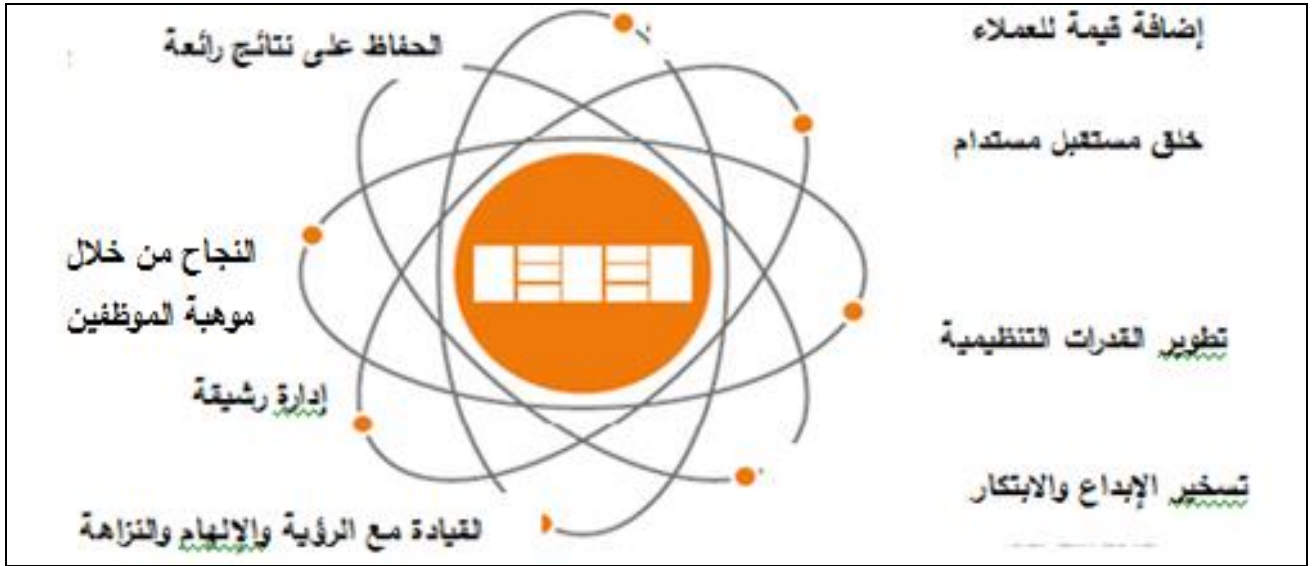 إضافة قيمة للعملاء
خلق مستقبل مستدام
تطوير القدرات التنظيمية
تسخير الإبداع والابتكار
الحفاظ على نتائج رائعة
النجاح من خلال
موهبة الموظفين
إدارة رشيقة
القيادة مع الرؤية والإلهام والنزاهة